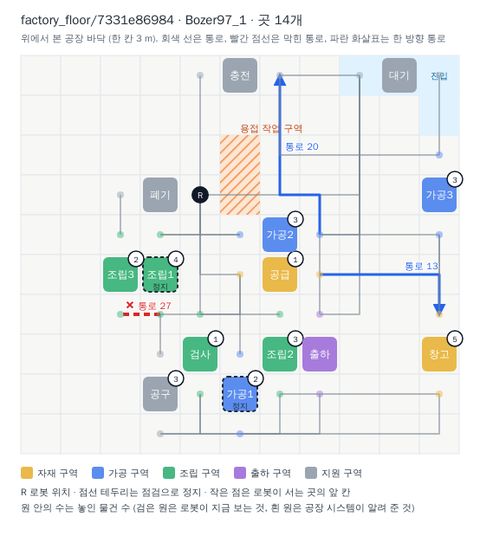 factory_floor/7331e86984 · Bozer97_1 · 곳 14개
위에서 본 공장 바닥 (한 칸 3 m). 회색 선은 통로, 빨간 점선은 막힌 통로, 파란 화살표는 한 방향 통로
충전
대기
진입
용접 작업 구역
통로 20
폐기
R
가공3
3
가공2
3
조립3
2
조립1
정지
4
공급
1
통로 13
✖ 통로 27
검사
1
조립2
3
출하
창고
5
공구
3
가공1
정지
2
자재 구역
가공 구역
조립 구역
출하 구역
지원 구역
R 로봇 위치 · 점선 테두리는 점검으로 정지 · 작은 점은 로봇이 서는 곳의 앞 칸
원 안의 수는 놓인 물건 수 (검은 원은 로봇이 지금 보는 것, 흰 원은 공장 시스템이 알려 준 것)